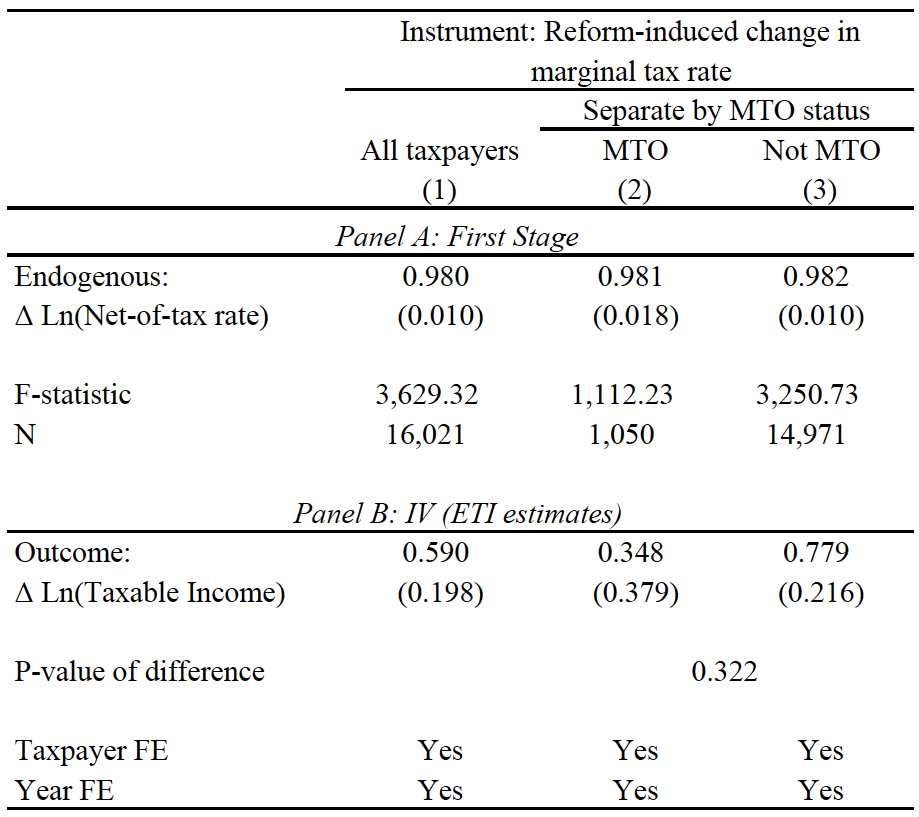 Instrument: Reform-induced change in
marginal tax rate
Separate by MTO status
All taxpayers MTO Not MTO
(1) (2) (3)
Panel A: First Stage
Endogenous: 0.980 0.981 0.982
Δ Ln(Net-of-tax rate) (0.010) (0.018) (0.010)
F-statistic 3,629.32 1,112.23 3,250.73
N 16,021 1,050 14,971
Panel B: IV (ETI estimates)
Outcome: 0.590 0.348 0.779
Δ Ln(Taxable Income) (0.198) (0.379) (0.216)
P-value of difference 0.322
Taxpayer FE Yes Yes Yes
Year FE Yes Yes Yes